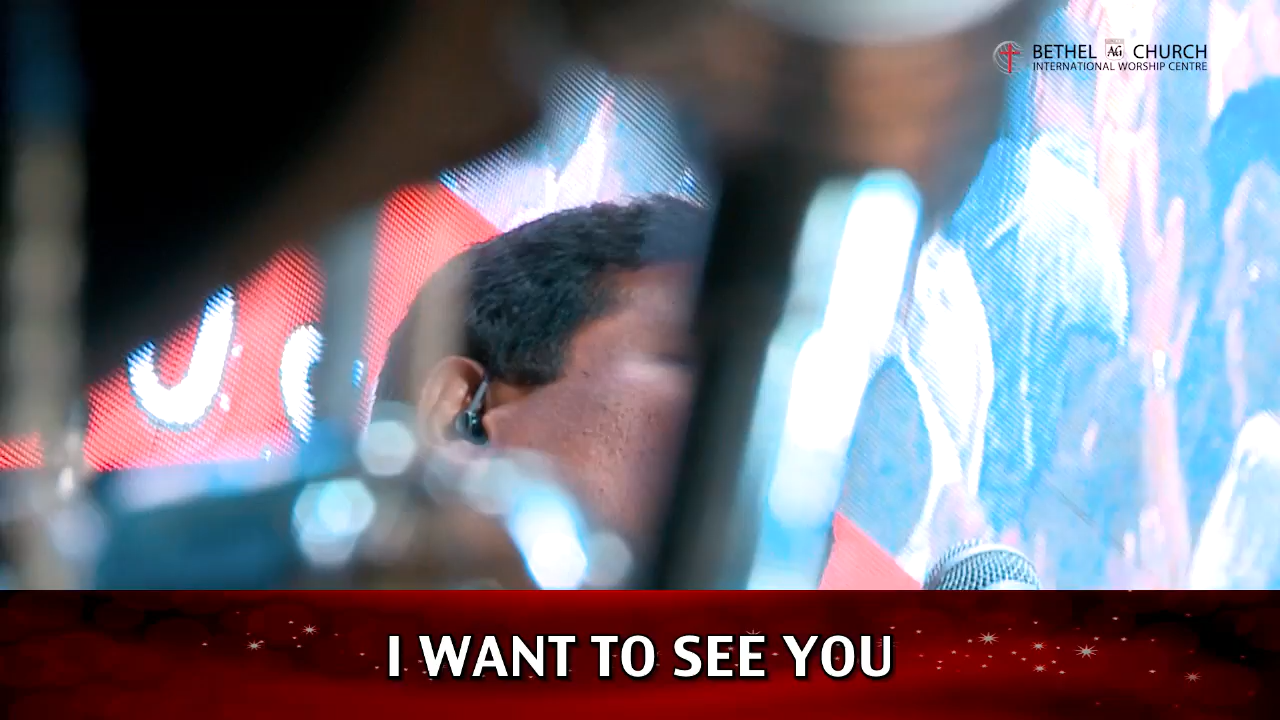 BETHEL AG CHURCH
INTERNATIONAL WORSHIP CENTRE
I WANT TO SEE YOU